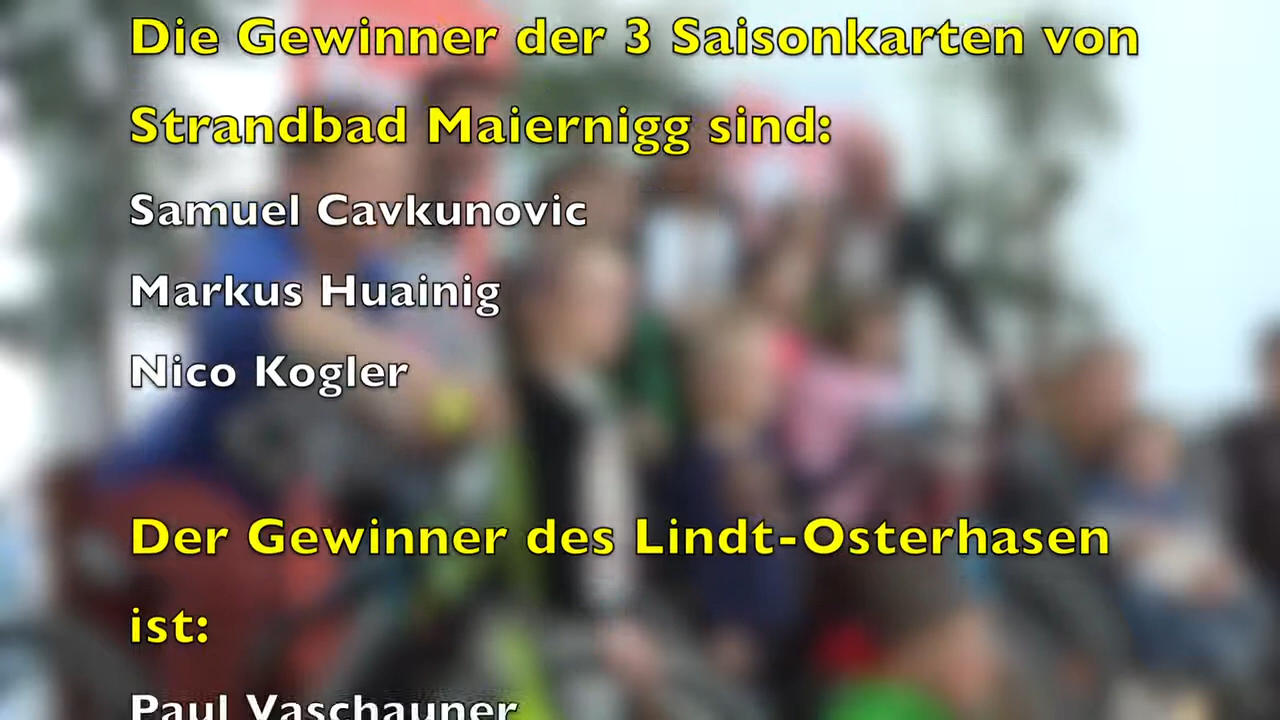 Die Gewinner der 3 Saisonkarten von
Strandbad Maiernigg sind:
Samuel Cavkunovic
Markus Huainig
Nico Kogler
Der Gewinner des Lindt-Osterhasen
ist:
Paul Vaschauner